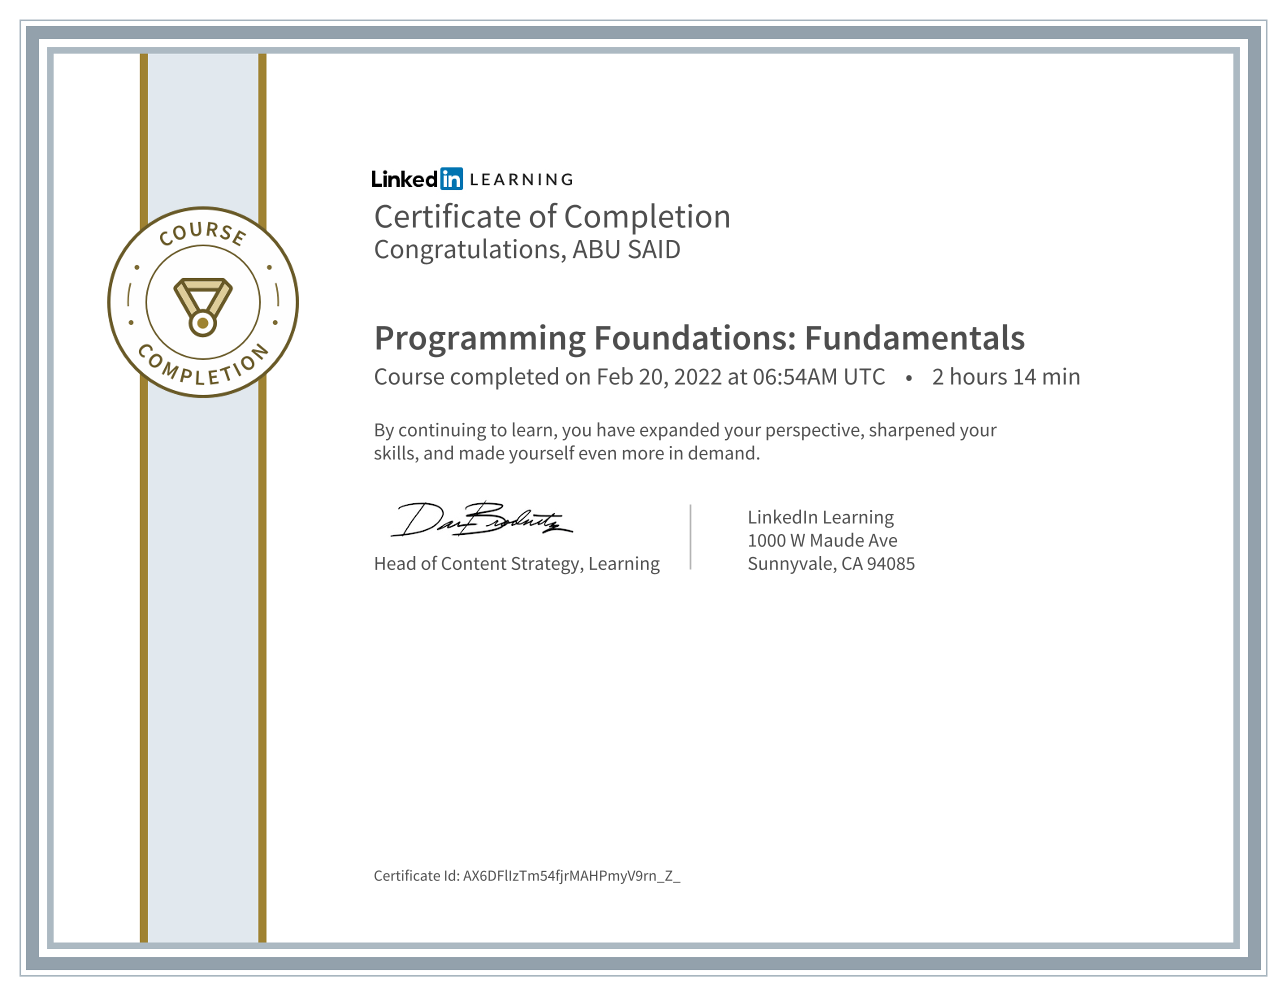 LinkedIn LEARNING
Certificate of Completion
Congratulations, ABU SAID
COURSE
COMPLETION
Programming Foundations: Fundamentals
Course completed on Feb 20, 2022 at 06:54AM UTC • 2 hours 14 min
By continuing to learn, you have expanded your perspective, sharpened your
skills, and made yourself even more in demand.
Head of Content Strategy, Learning
LinkedIn Learning
1000 W Maude Ave
Sunnyvale, CA 94085
Certificate Id: AX6DFlIzTm54fjrMAHPmyV9rn_Z_